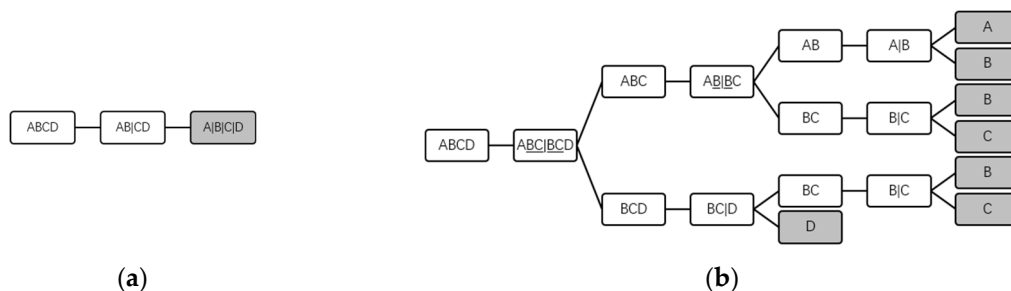 ABCD
AB|CD
A|B|C|D
(a)
ABCD
ABC|BCD
ABC
AB|BC
AB
A|B
A
B
BC
B|C
B
C
BCD
BC|D
BC
B|C
B
C
D
(b)